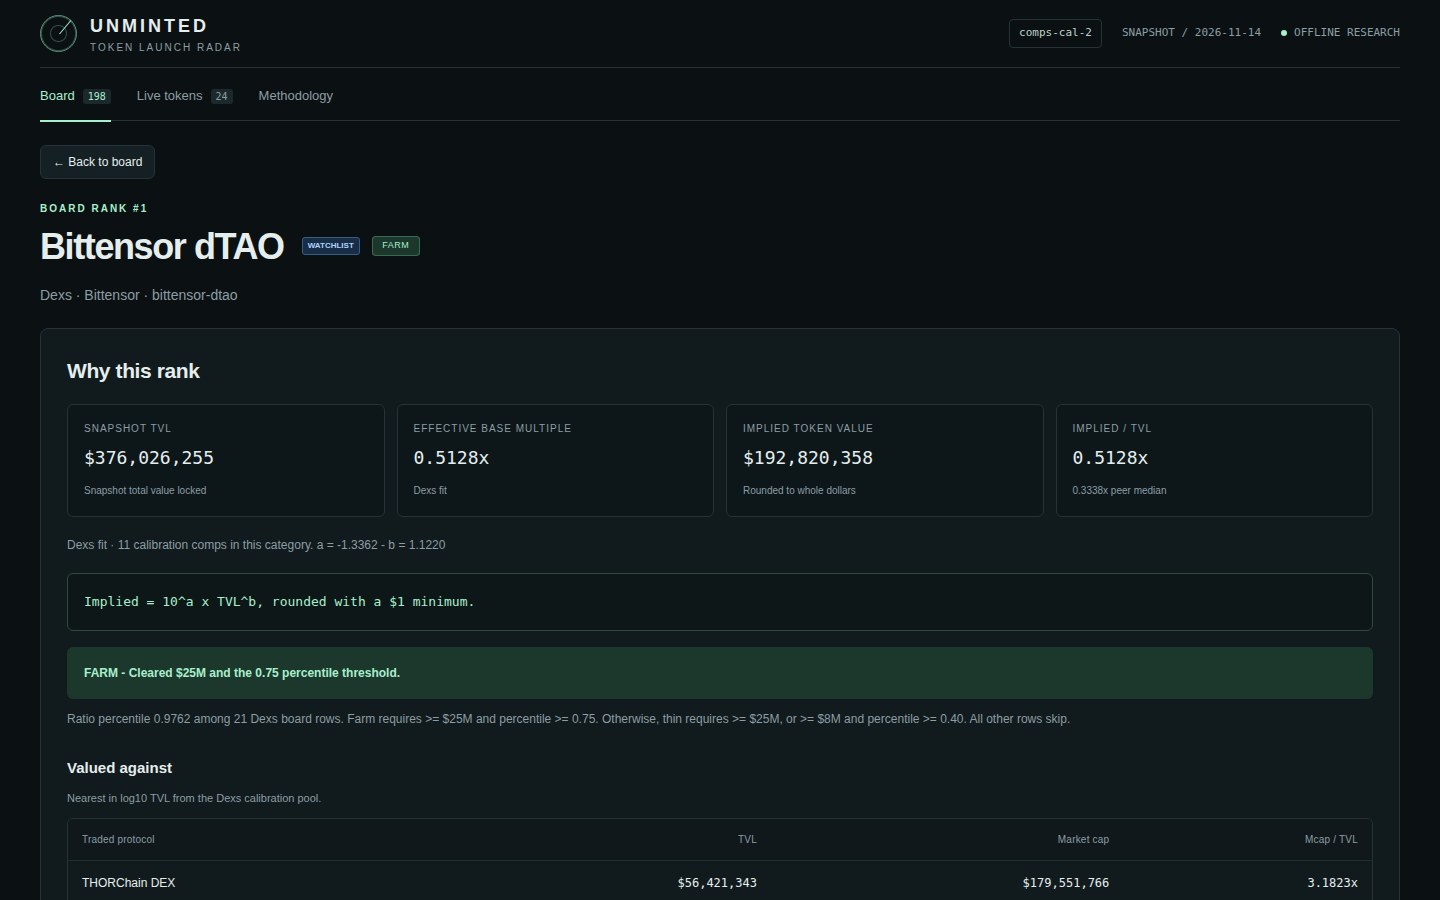 UNMINTED
TOKEN LAUNCH RADAR
comps-cal-2
SNAPSHOT / 2026-11-14
OFFLINE RESEARCH
Board 198
Live tokens 24
Methodology
← Back to board
BOARD RANK #1
Bittensor dTAO WATCHLIST FARM
Dexs · Bittensor · bittensor-dtao
Why this rank
SNAPSHOT TVL
$376,026,255
Snapshot total value locked
EFFECTIVE BASE MULTIPLE
0.5128x
Dexs fit
IMPLIED TOKEN VALUE
$192,820,358
Rounded to whole dollars
IMPLIED / TVL
0.5128x
0.3338x peer median
Dexs fit · 11 calibration comps in this category. a = -1.3362 - b = 1.1220
Implied = 10^a x TVL^b, rounded with a $1 minimum.
FARM - Cleared $25M and the 0.75 percentile threshold.
Ratio percentile 0.9762 among 21 Dexs board rows. Farm requires >= $25M and percentile >= 0.75. Otherwise, thin requires >= $25M, or >= $8M and percentile >= 0.40. All other rows skip.
Valued against
Nearest in log10 TVL from the Dexs calibration pool.
Traded protocol TVL Market cap Mcap / TVL
THORChain DEX $56,421,343 $179,551,766 3.1823x